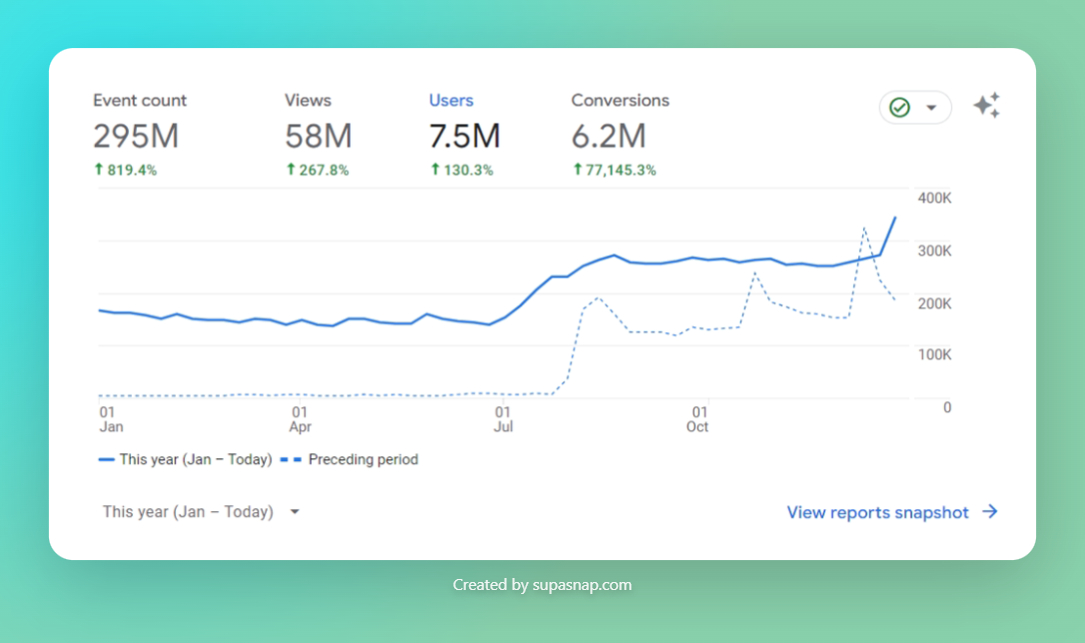 Event count Views Users Conversions
295M 58M 7.5M 6.2M
819.4% 267.8% 130.3% 77,145.3%
400K
300K
200K
100K
0
01 01 01 01
Jan Apr Jul Oct
This year (Jan – Today) Preceding period
This year (Jan – Today) View reports snapshot
Created by supasnap.com